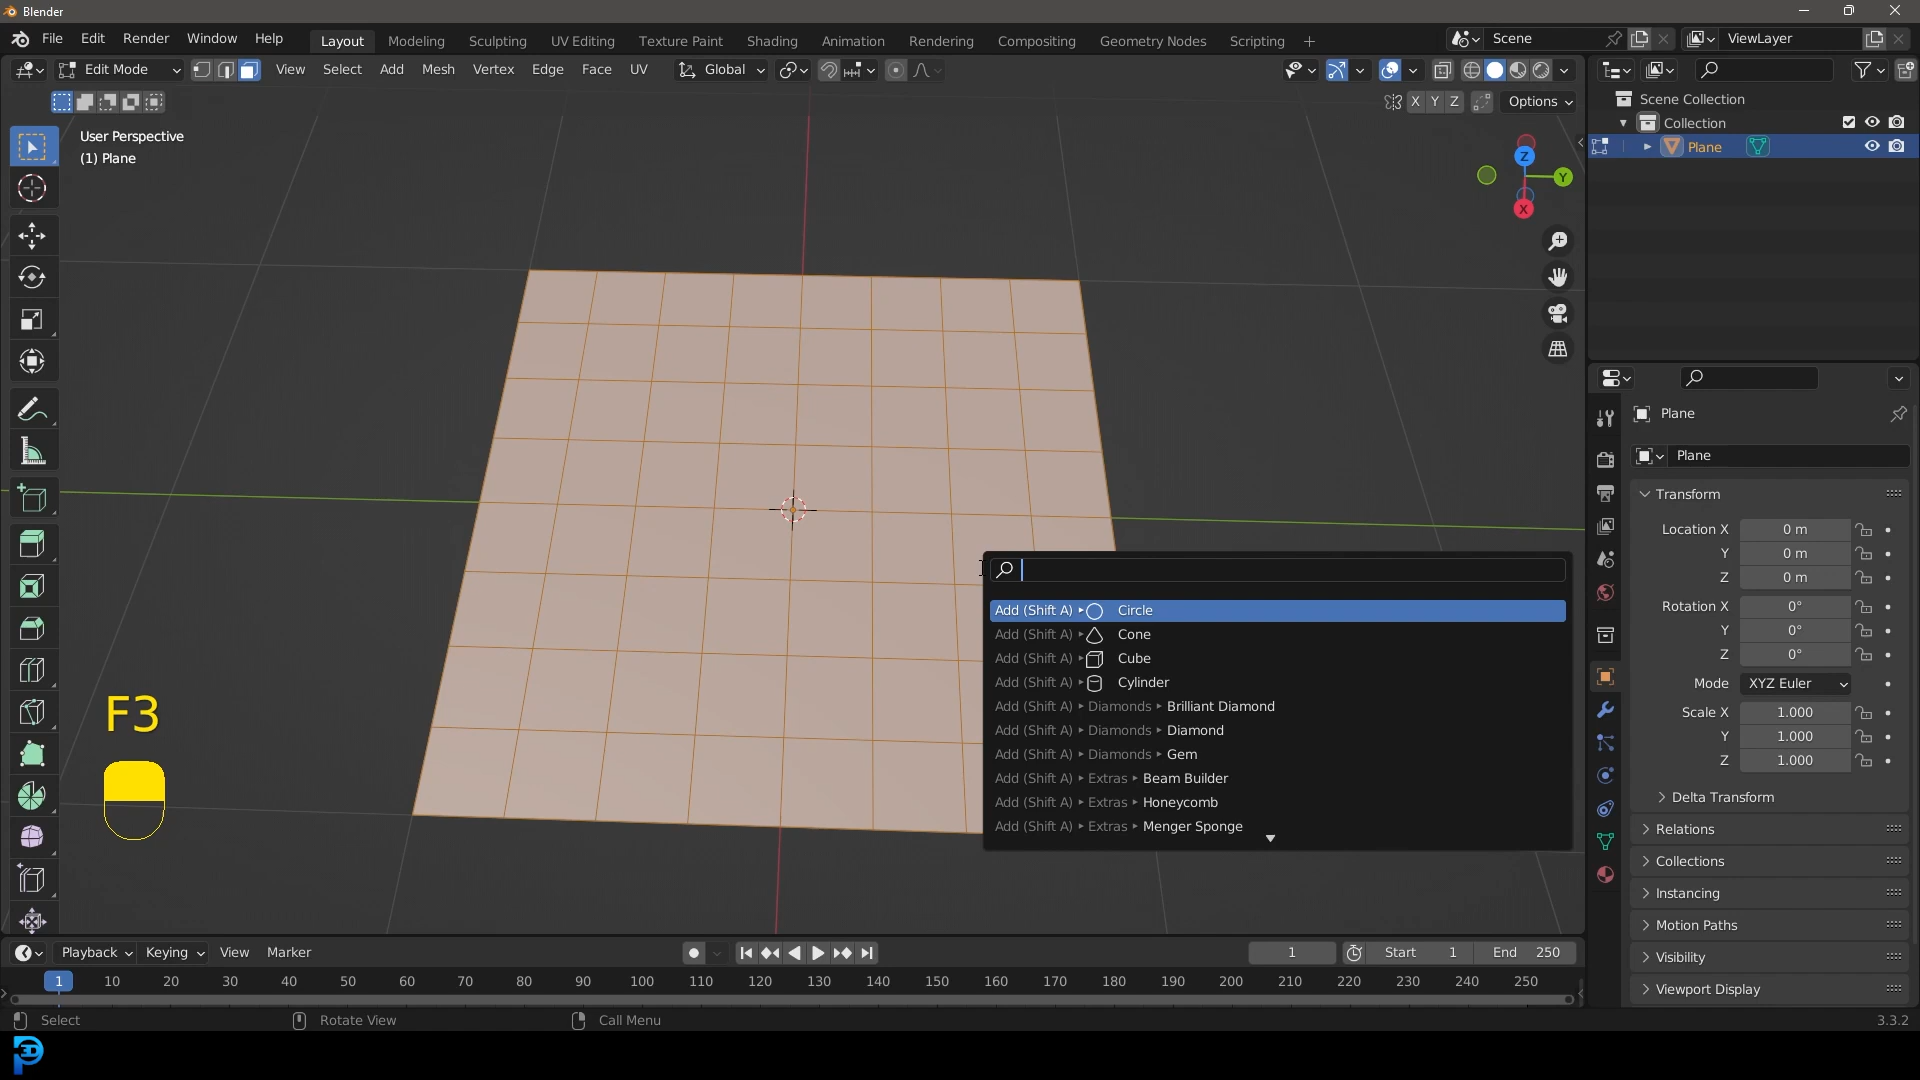 Blender
File Edit Render Window Help Layout Modeling Sculpting UV Editing Texture Paint Shading Animation Rendering Compositing Geometry Nodes Scripting + Scene ViewLayer
Edit Mode View Select Add Mesh Vertex Edge Face UV Global
X Y Z Options
User Perspective
(1) Plane
Z
Y
X
Scene Collection
Collection
Plane
F3
Add (Shift A) Circle
Add (Shift A) Cone
Add (Shift A) Cube
Add (Shift A) Cylinder
Add (Shift A) Diamonds Brilliant Diamond
Add (Shift A) Diamonds Diamond
Add (Shift A) Diamonds Gem
Add (Shift A) Extras Beam Builder
Add (Shift A) Extras Honeycomb
Add (Shift A) Extras Menger Sponge
Plane
Plane
Transform
Location X 0 m
Y 0 m
Z 0 m
Rotation X 0°
Y 0°
Z 0°
Mode XYZ Euler
Scale X 1.000
Y 1.000
Z 1.000
Delta Transform
Relations
Collections
Instancing
Motion Paths
Visibility
Viewport Display
Playback Keying View Marker 1 Start 1 End 250
1 10 20 30 40 50 60 70 80 90 100 110 120 130 140 150 160 170 180 190 200 210 220 230 240 250
Select Rotate View Call Menu 3.3.2
3D